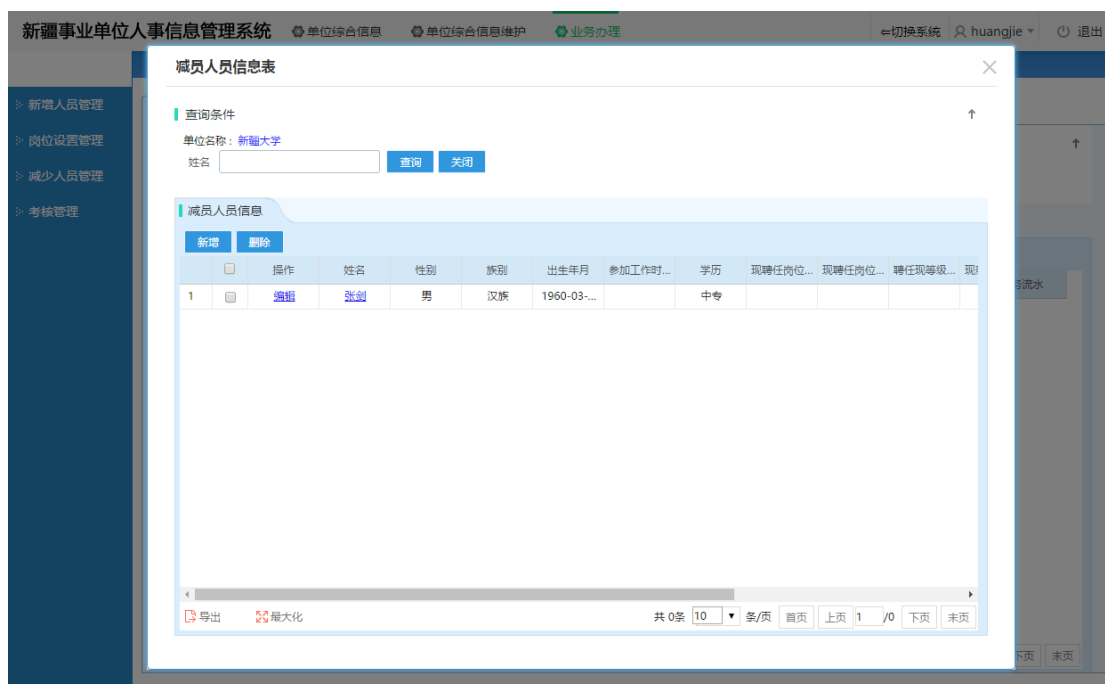 新疆事业单位人事信息管理系统 单位综合信息 单位综合信息维护 业务办理 ⇐切换系统 huangjie 退出
减员人员信息表
新增人员管理
查询条件
岗位设置管理
单位名称：新疆大学
姓名 查询 关闭
减少人员管理
考核管理
减员人员信息
新增 删除
操作 姓名 性别 族别 出生年月 参加工作时... 学历 现聘任岗位... 现聘任岗位... 聘任现等级...
流水
1 编辑 张剑 男 汉族 1960-03-... 中专
导出 最大化 共 0条 10 条/页 首页 上页 1 /0 下页 末页
下页 末页